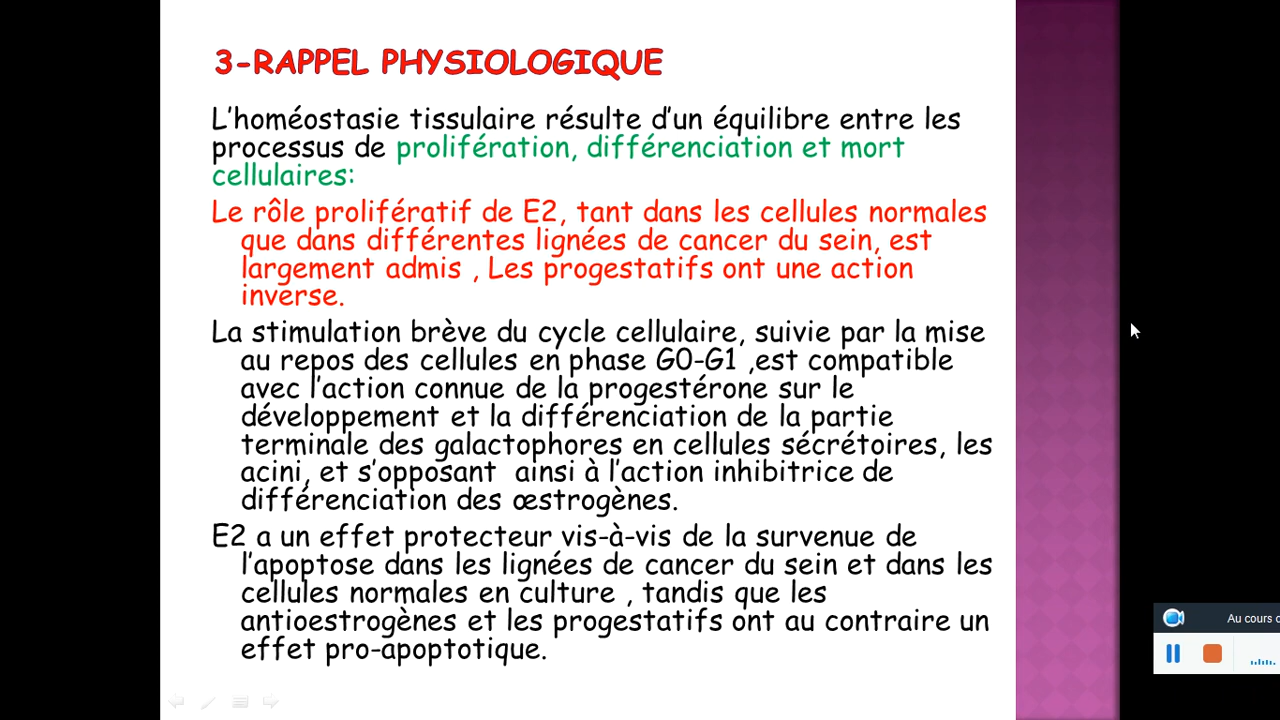 3-RAPPEL PHYSIOLOGIQUE
L'homéostasie tissulaire résulte d'un équilibre entre les
processus de prolifération, différenciation et mort
cellulaires:
Le rôle prolifératif de E2, tant dans les cellules normales
que dans différentes lignées de cancer du sein, est
largement admis , Les progestatifs ont une action
inverse.
La stimulation brève du cycle cellulaire, suivie par la mise
au repos des cellules en phase G0-G1 ,est compatible
avec l'action connue de la progestérone sur le
développement et la différenciation de la partie
terminale des galactophores en cellules sécrétoires, les
acini, et s'opposant  ainsi à l'action inhibitrice de
différenciation des œstrogènes.
E2 a un effet protecteur vis-à-vis de la survenue de
l'apoptose dans les lignées de cancer du sein et dans les
cellules normales en culture , tandis que les
antioestrogènes et les progestatifs ont au contraire un
effet pro-apoptotique.
Au cours